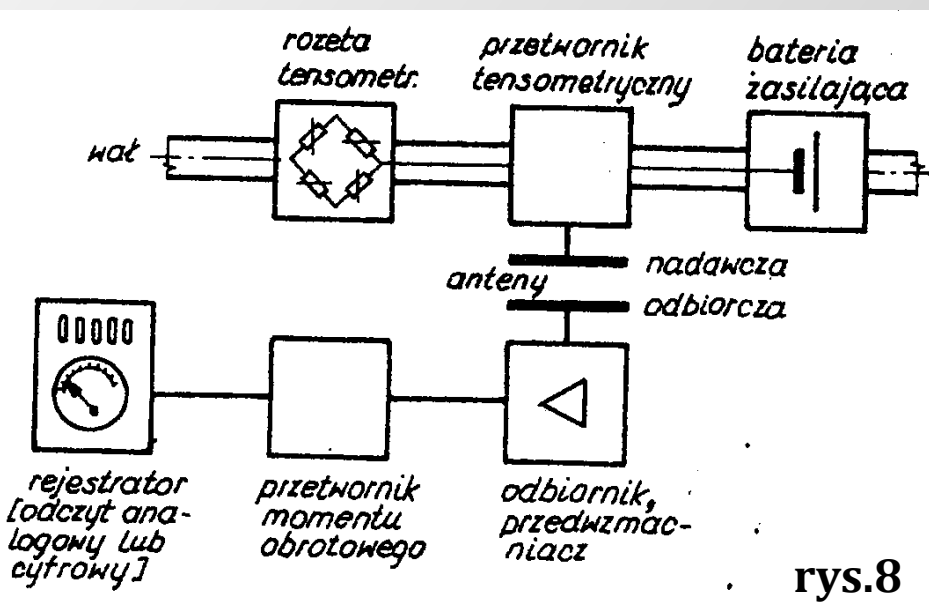 rozeta
tensometr.
przetwornik
tensometryczny
bateria
zasilająca
wał
anteny
nadawcza
odbiorcza
00000
rejestrator
[odczyt ana-
logowy lub
cyfrowy]
przetwornik
momentu
obrotowego
odbiornik,
przedwzmac-
niacz
rys.8